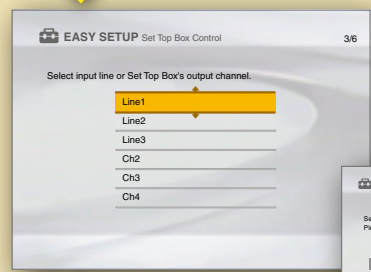 EASY SETUP Set Top Box Control
3/6
Select input line or Set Top Box's output channel.
Line1
Line2
Line3
Ch2
Ch3
Ch4